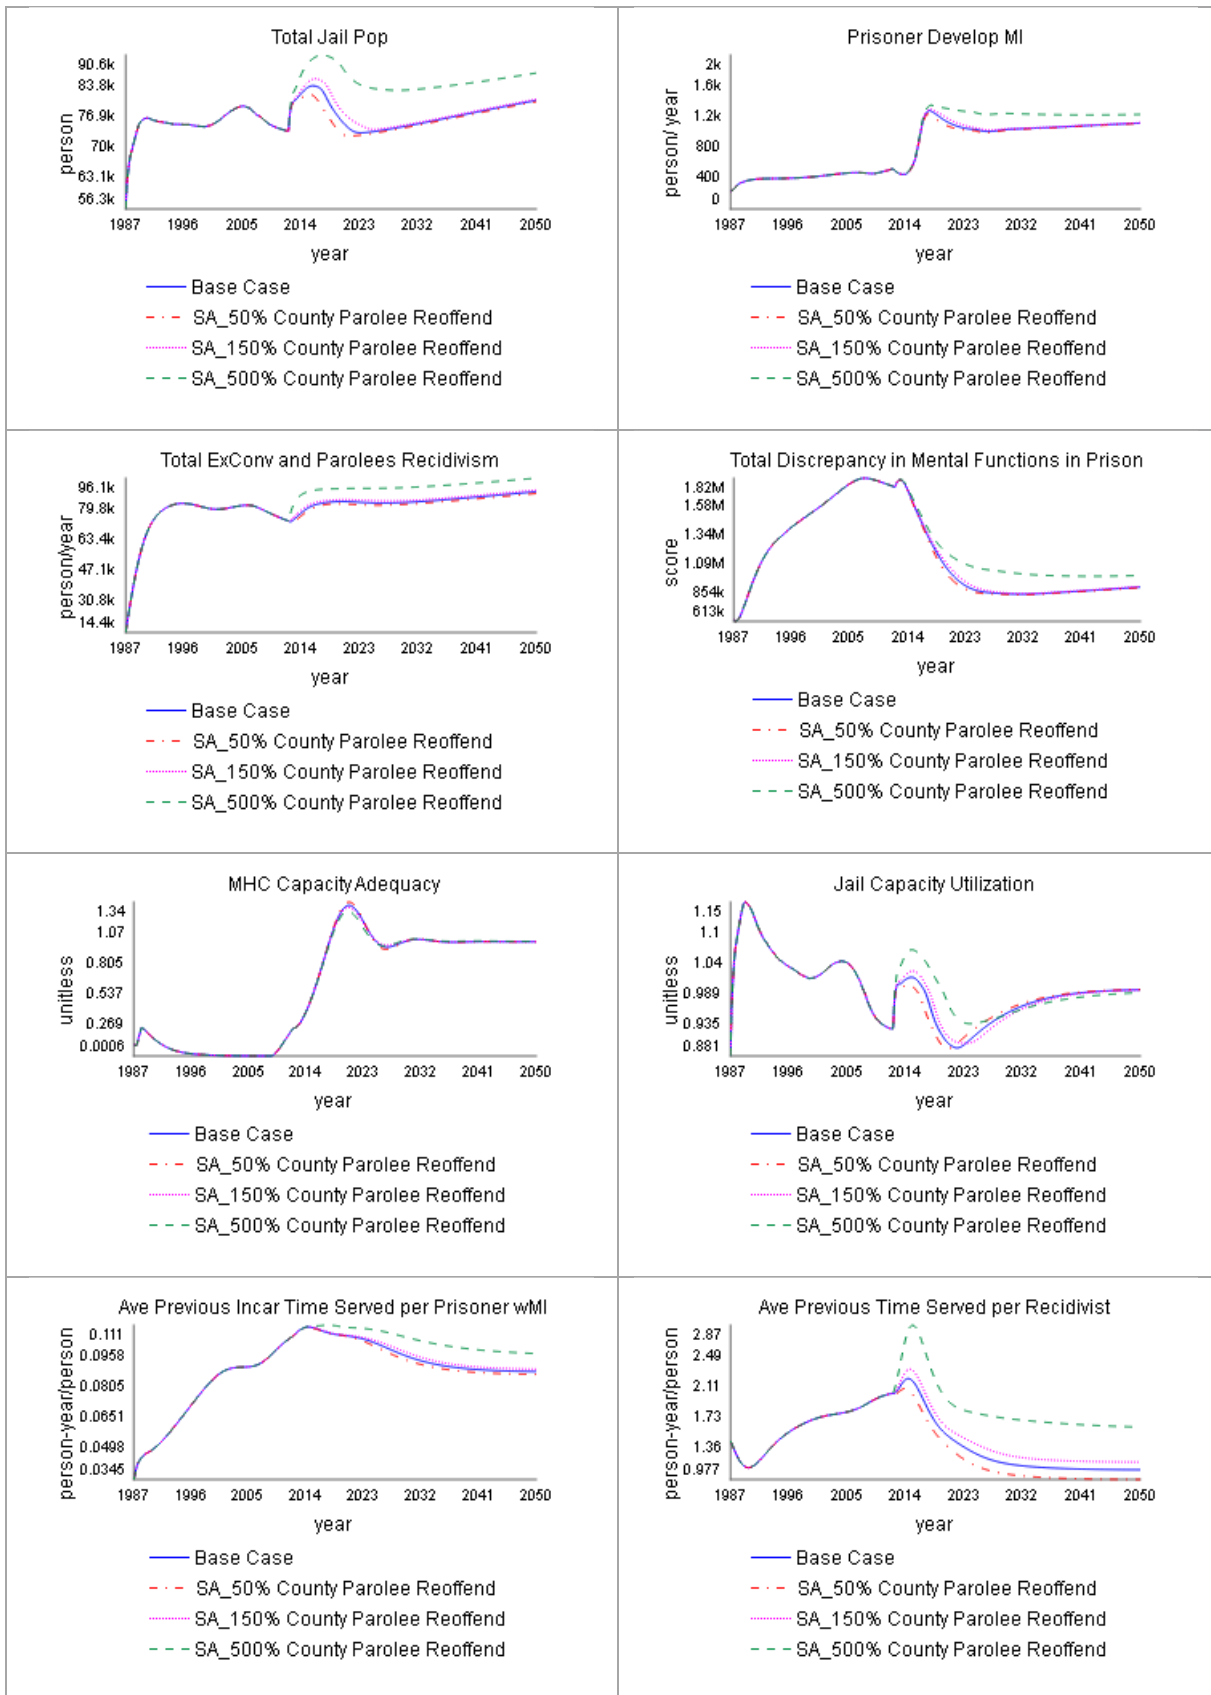 Total Jail Pop
90.6k
83.8k
76.9k
70k
63.1k
56.3k
person
1987 1996 2005 2014 2023 2032 2041 2050
year
Base Case
SA_50% County Parolee Reoffend
SA_150% County Parolee Reoffend
SA_500% County Parolee Reoffend
Prisoner Develop MI
2k
1.6k
1.2k
800
400
0
person/ year
1987 1996 2005 2014 2023 2032 2041 2050
year
Base Case
SA_50% County Parolee Reoffend
SA_150% County Parolee Reoffend
SA_500% County Parolee Reoffend
Total ExConv and Parolees Recidivism
96.1k
79.8k
63.4k
47.1k
30.8k
14.4k
person/year
1987 1996 2005 2014 2023 2032 2041 2050
year
Base Case
SA_50% County Parolee Reoffend
SA_150% County Parolee Reoffend
SA_500% County Parolee Reoffend
Total Discrepancy in Mental Functions in Prison
1.82M
1.58M
1.34M
1.09M
854k
613k
score
1987 1996 2005 2014 2023 2032 2041 2050
year
Base Case
SA_50% County Parolee Reoffend
SA_150% County Parolee Reoffend
SA_500% County Parolee Reoffend
MHC Capacity Adequacy
1.34
1.07
0.805
0.537
0.269
0.0006
unitless
1987 1996 2005 2014 2023 2032 2041 2050
year
Base Case
SA_50% County Parolee Reoffend
SA_150% County Parolee Reoffend
SA_500% County Parolee Reoffend
Jail Capacity Utilization
1.15
1.1
1.04
0.989
0.935
0.881
unitless
1987 1996 2005 2014 2023 2032 2041 2050
year
Base Case
SA_50% County Parolee Reoffend
SA_150% County Parolee Reoffend
SA_500% County Parolee Reoffend
Ave Previous Incar Time Served per Prisoner wMI
0.111
0.0958
0.0805
0.0651
0.0498
0.0345
person-year/person
1987 1996 2005 2014 2023 2032 2041 2050
year
Base Case
SA_50% County Parolee Reoffend
SA_150% County Parolee Reoffend
SA_500% County Parolee Reoffend
Ave Previous Time Served per Recidivist
2.87
2.49
2.11
1.73
1.36
0.977
person-year/person
1987 1996 2005 2014 2023 2032 2041 2050
year
Base Case
SA_50% County Parolee Reoffend
SA_150% County Parolee Reoffend
SA_500% County Parolee Reoffend